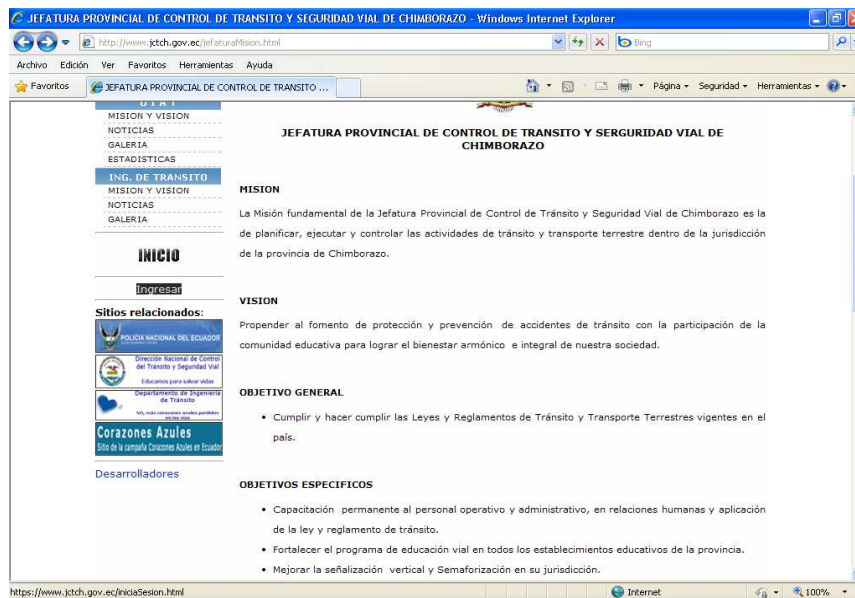 JEFATURA PROVINCIAL DE CONTROL DE TRANSITO Y SEGURIDAD VIAL DE CHIMBORAZO - Windows Internet Explorer
http://www.jctch.gov.ec/jefaturaMision.html
Bing
Archivo Edición Ver Favoritos Herramientas Ayuda
Favoritos
JEFATURA PROVINCIAL DE CONTROL DE TRANSITO ...
Página Seguridad Herramientas
U I A T
MISION Y VISION
NOTICIAS
GALERIA
ESTADISTICAS
ING. DE TRANSITO
MISION Y VISION
NOTICIAS
GALERIA
INICIO
Ingresar
Sitios relacionados:
POLICIA NACIONAL DEL ECUADOR
Dirección Nacional de Control
del Tránsito y Seguridad Vial
Educamos para salvar vidas
Departamento de Ingeniería
de Tránsito
NO, más corazones azules perdidos
en las vías
Corazones Azules
Sitio de la campaña Corazones Azules en Ecuador
Desarrolladores
JEFATURA PROVINCIAL DE CONTROL DE TRANSITO Y SERGURIDAD VIAL DE
CHIMBORAZO
MISION
La Misión fundamental de la Jefatura Provincial de Control de Tránsito y Seguridad Vial de Chimborazo es la
de planificar, ejecutar y controlar las actividades de tránsito y transporte terrestre dentro de la jurisdicción
de la provincia de Chimborazo.
VISION
Propender al fomento de protección y prevención de accidentes de tránsito con la participación de la
comunidad educativa para lograr el bienestar armónico e integral de nuestra sociedad.
OBJETIVO GENERAL
• Cumplir y hacer cumplir las Leyes y Reglamentos de Tránsito y Transporte Terrestres vigentes en el
país.
OBJETIVOS ESPECIFICOS
• Capacitación permanente al personal operativo y administrativo, en relaciones humanas y aplicación
de la ley y reglamento de tránsito.
• Fortalecer el programa de educación vial en todos los establecimientos educativos de la provincia.
• Mejorar la señalización vertical y Semaforización en su jurisdicción.
https://www.jctch.gov.ec/iniciaSesion.html
Internet
100%